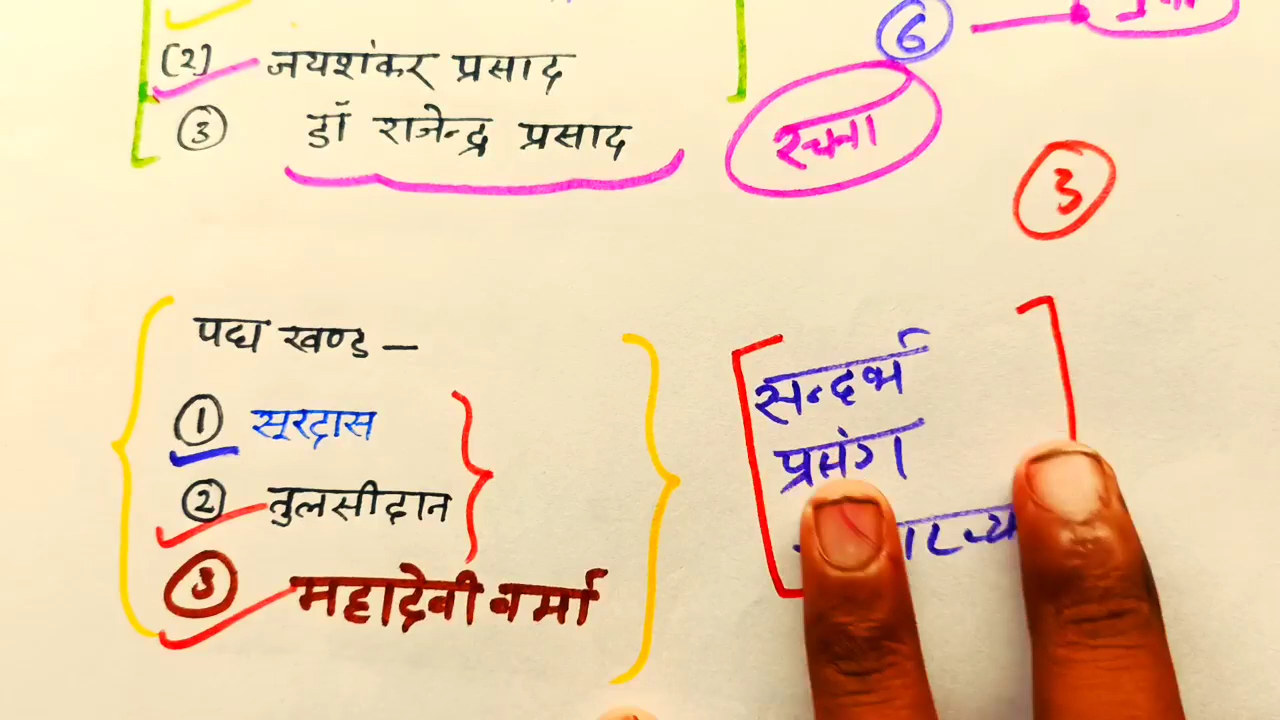 (2) जयशंकर प्रसाद
③ डॉ राजेन्द्र प्रसाद
⑥
रचना
③
पद्य खण्ड –
① सूरदास
② तुलसीदान
③ महादेवी वर्मा
सन्दर्भ
प्रसंग